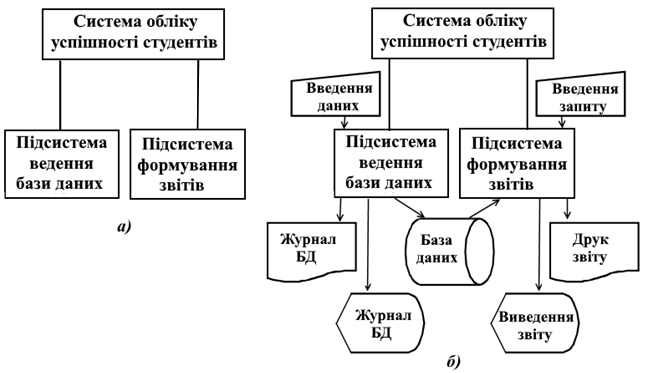 Система обліку
успішності студентів
Підсистема
ведення
бази даних
Підсистема
формування
звітів
а)
Система обліку
успішності студентів
Введення
даних
Введення
запиту
Підсистема
ведення
бази даних
Підсистема
формування
звітів
Журнал
БД
База
даних
Друк
звіту
Журнал
БД
Виведення
звіту
б)